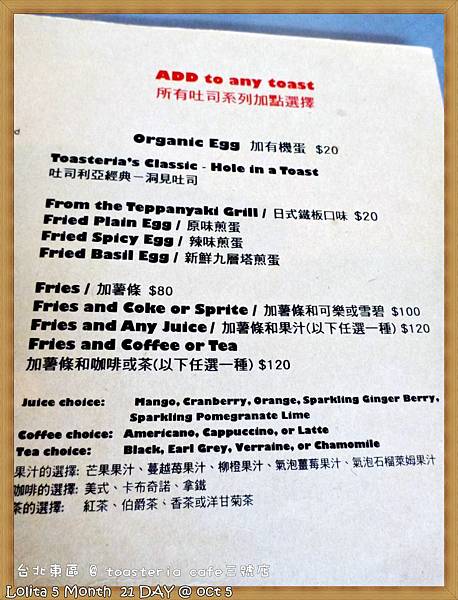 ADD to any toast
所有吐司系列加點選擇
Organic Egg 加有機蛋 $20
Toasteria's Classic - Hole in a Toast
吐司利亞經典－洞見吐司
From the Teppanyaki Grill / 日式鐵板口味 $20
Fried Plain Egg / 原味煎蛋
Fried Spicy Egg / 辣味煎蛋
Fried Basil Egg / 新鮮九層塔煎蛋
Fries / 加薯條 $80
Fries and Coke or Sprite / 加薯條和可樂或雪碧 $100
Fries and Any Juice / 加薯條和果汁(以下任選一種) $120
Fries and Coffee or Tea
加薯條和咖啡或茶(以下任選一種) $120
Juice choice: Mango, Cranberry, Orange, Sparkling Ginger Berry,
Sparkling Pomegranate Lime
Coffee choice: Americano, Cappuccino, or Latte
Tea choice: Black, Earl Grey, Verraine, or Chamomile
果汁的選擇: 芒果果汁、蔓越莓果汁、柳橙汁、氣泡薑莓果汁、氣泡石榴萊姆果汁
咖啡的選擇: 美式、卡布奇諾、拿鐵
茶的選擇: 紅茶、伯爵茶、香茶或洋甘菊茶
台北東區 @ toasteria cafe三號店
Lolita 5 Month 21 DAY @ oct 5